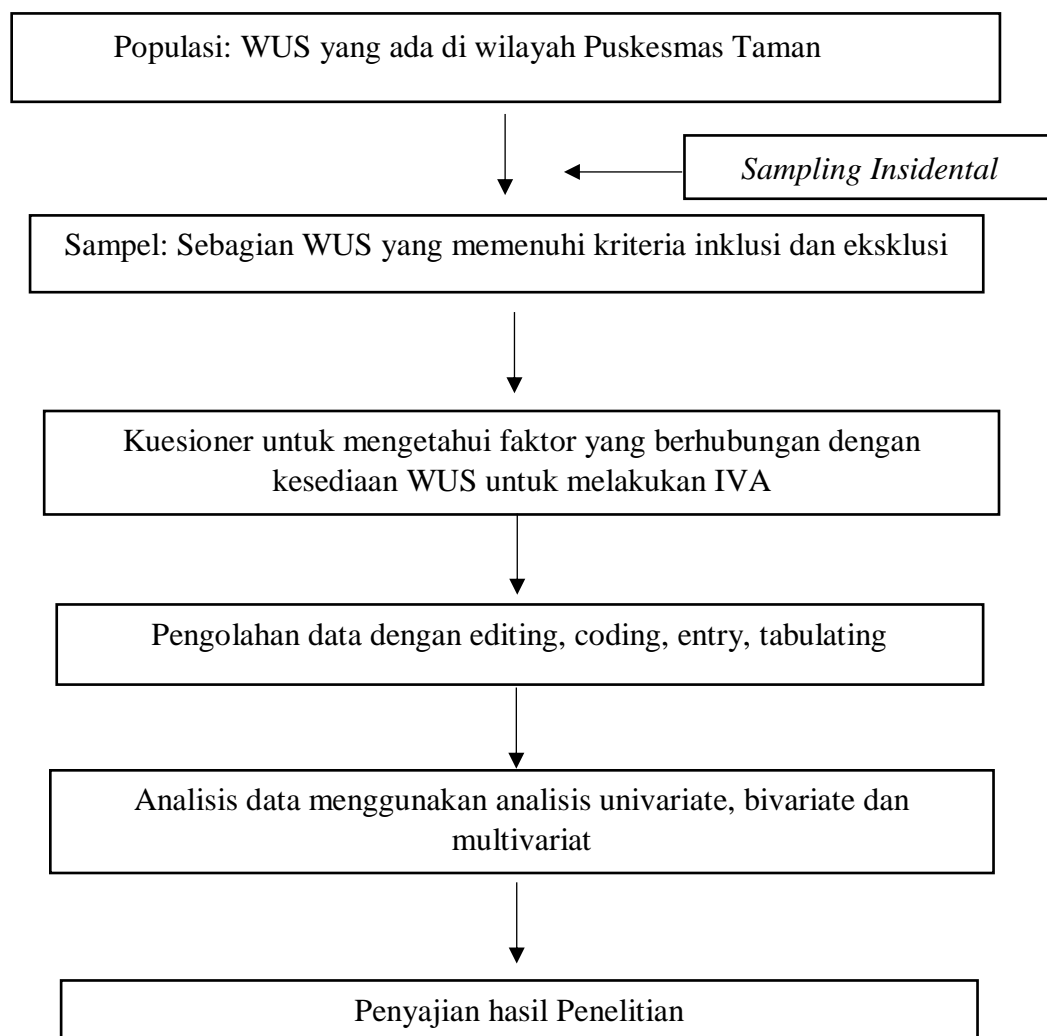 Populasi: WUS yang ada di wilayah Puskesmas Taman
Sampling Insidental
Sampel: Sebagian WUS yang memenuhi kriteria inklusi dan eksklusi
Kuesioner untuk mengetahui faktor yang berhubungan dengan
kesediaan WUS untuk melakukan IVA
Pengolahan data dengan editing, coding, entry, tabulating
Analisis data menggunakan analisis univariate, bivariate dan
multivariat
Penyajian hasil Penelitian